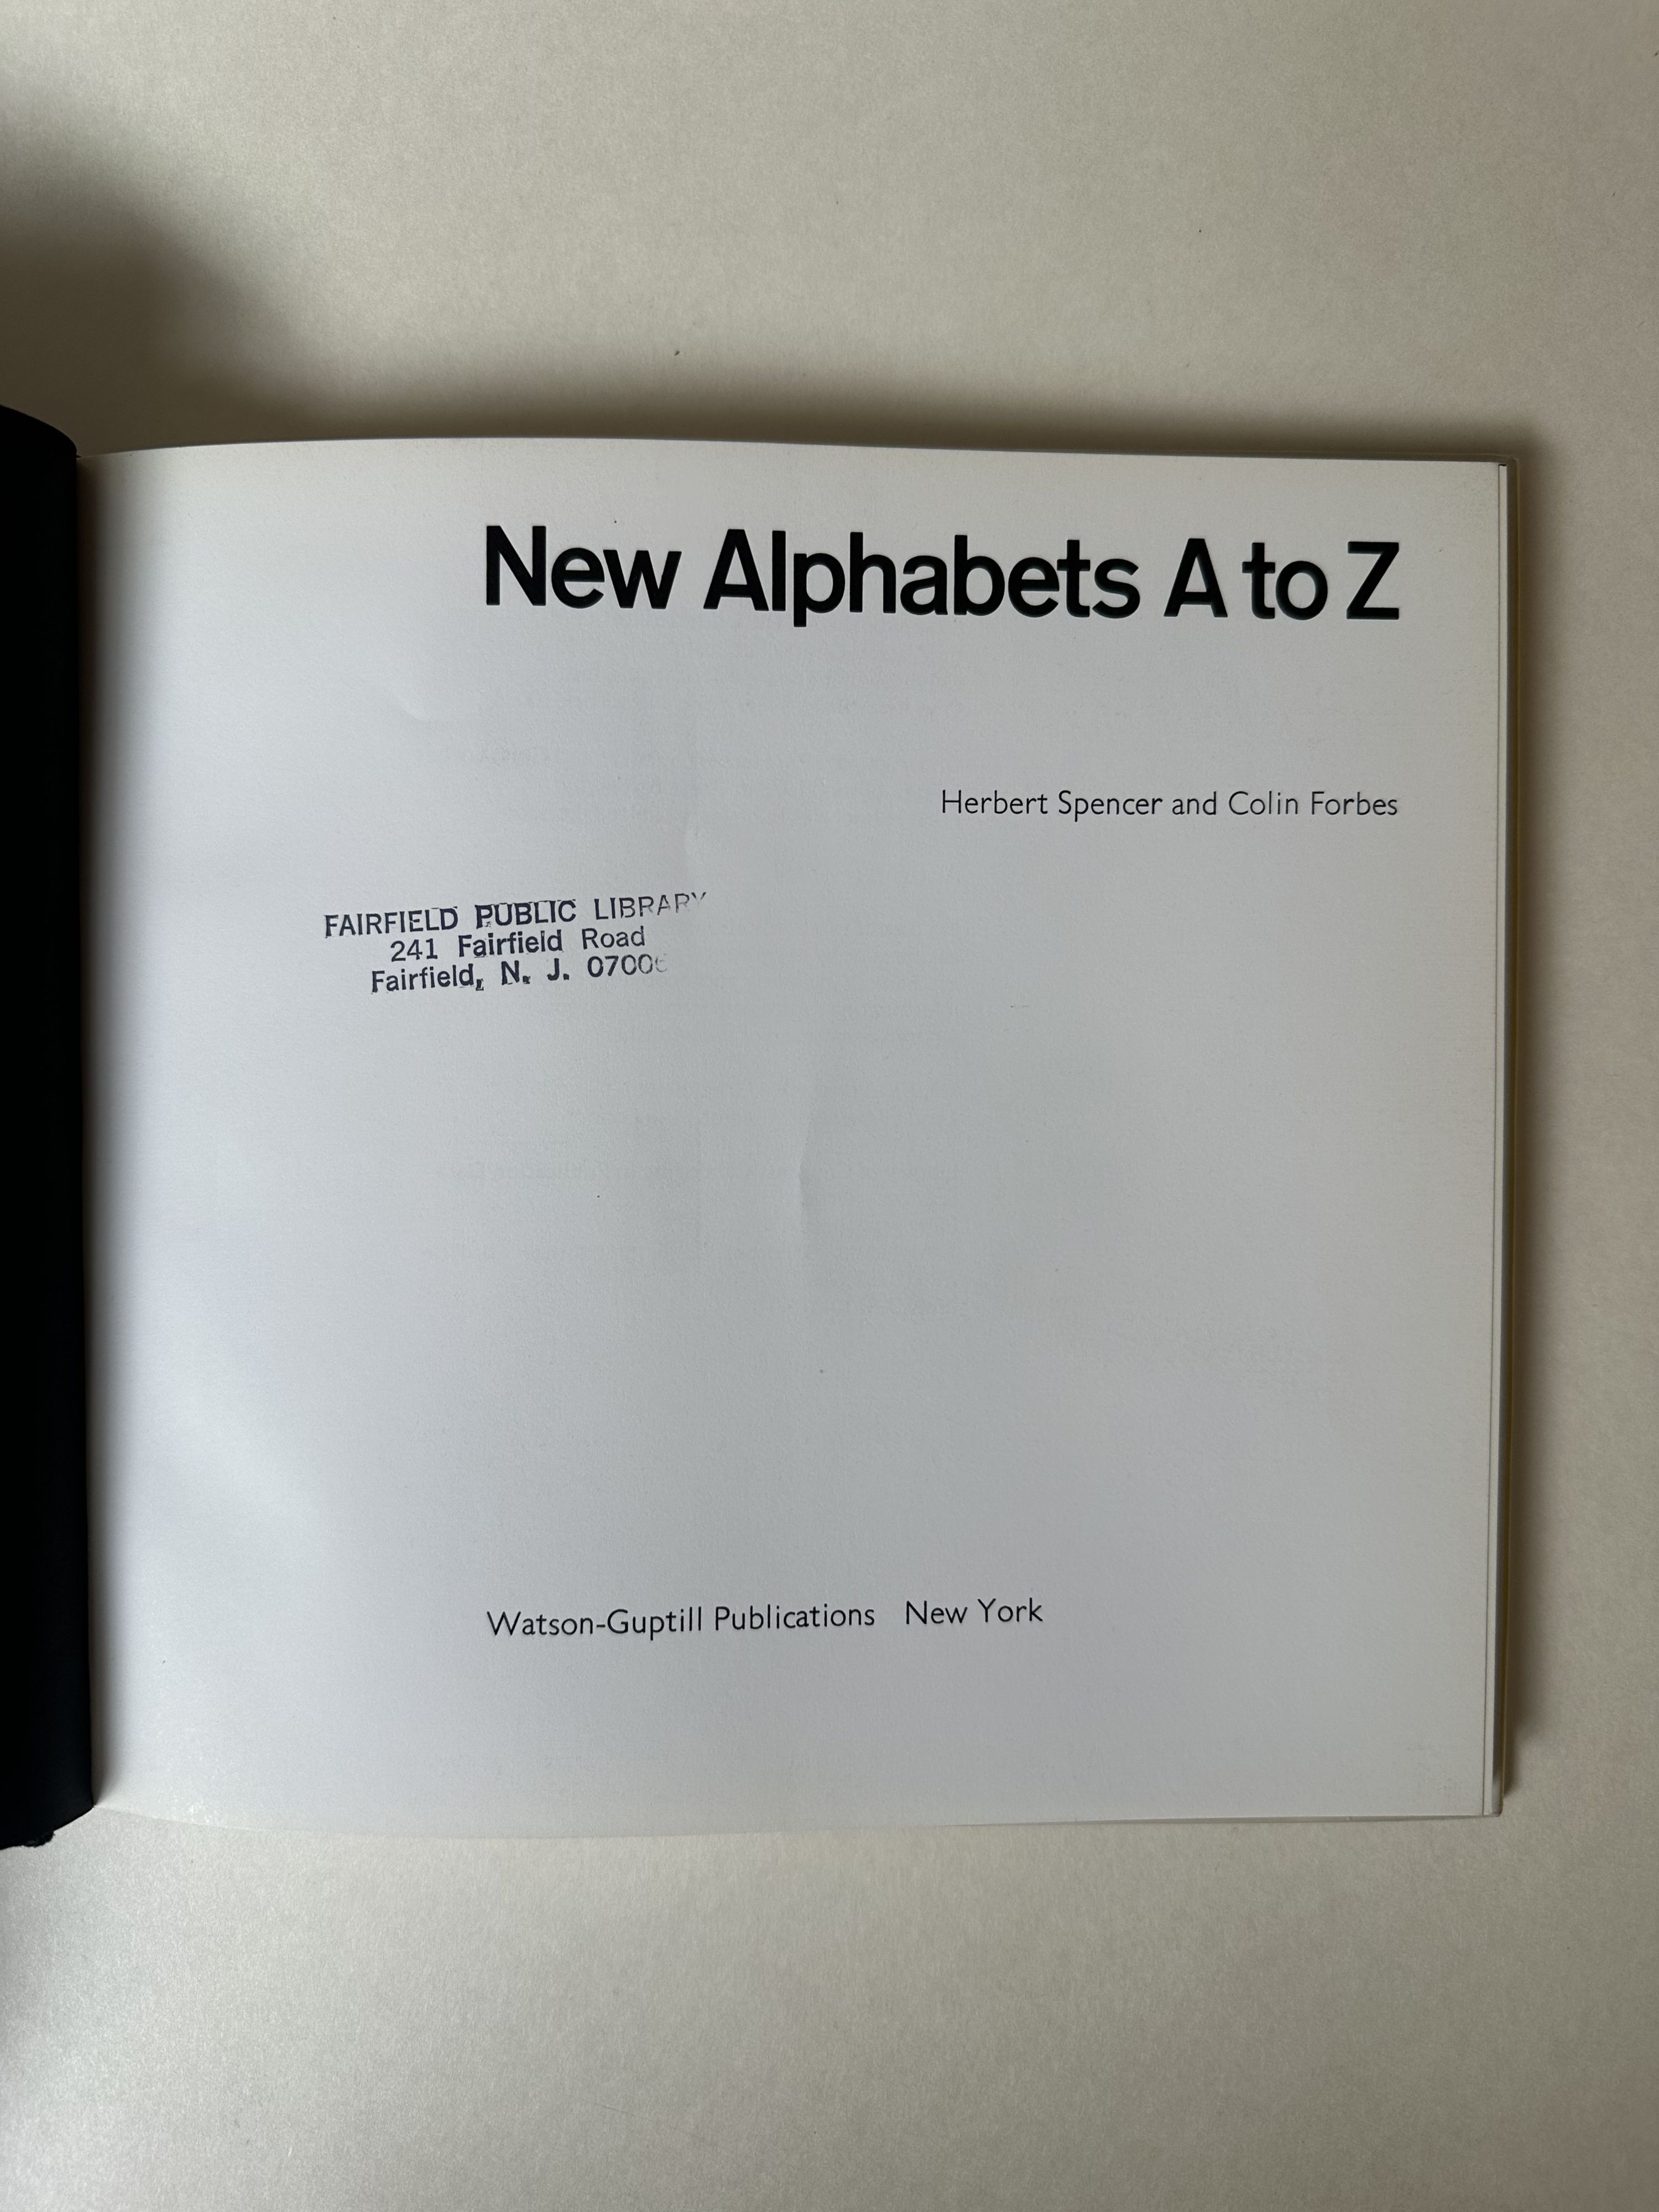 New Alphabets A to Z
Herbert Spencer and Colin Forbes
FAIRFIELD PUBLIC LIBRARY
241 Fairfield Road
Fairfield, N. J.
Watson-Guptill Publications New York